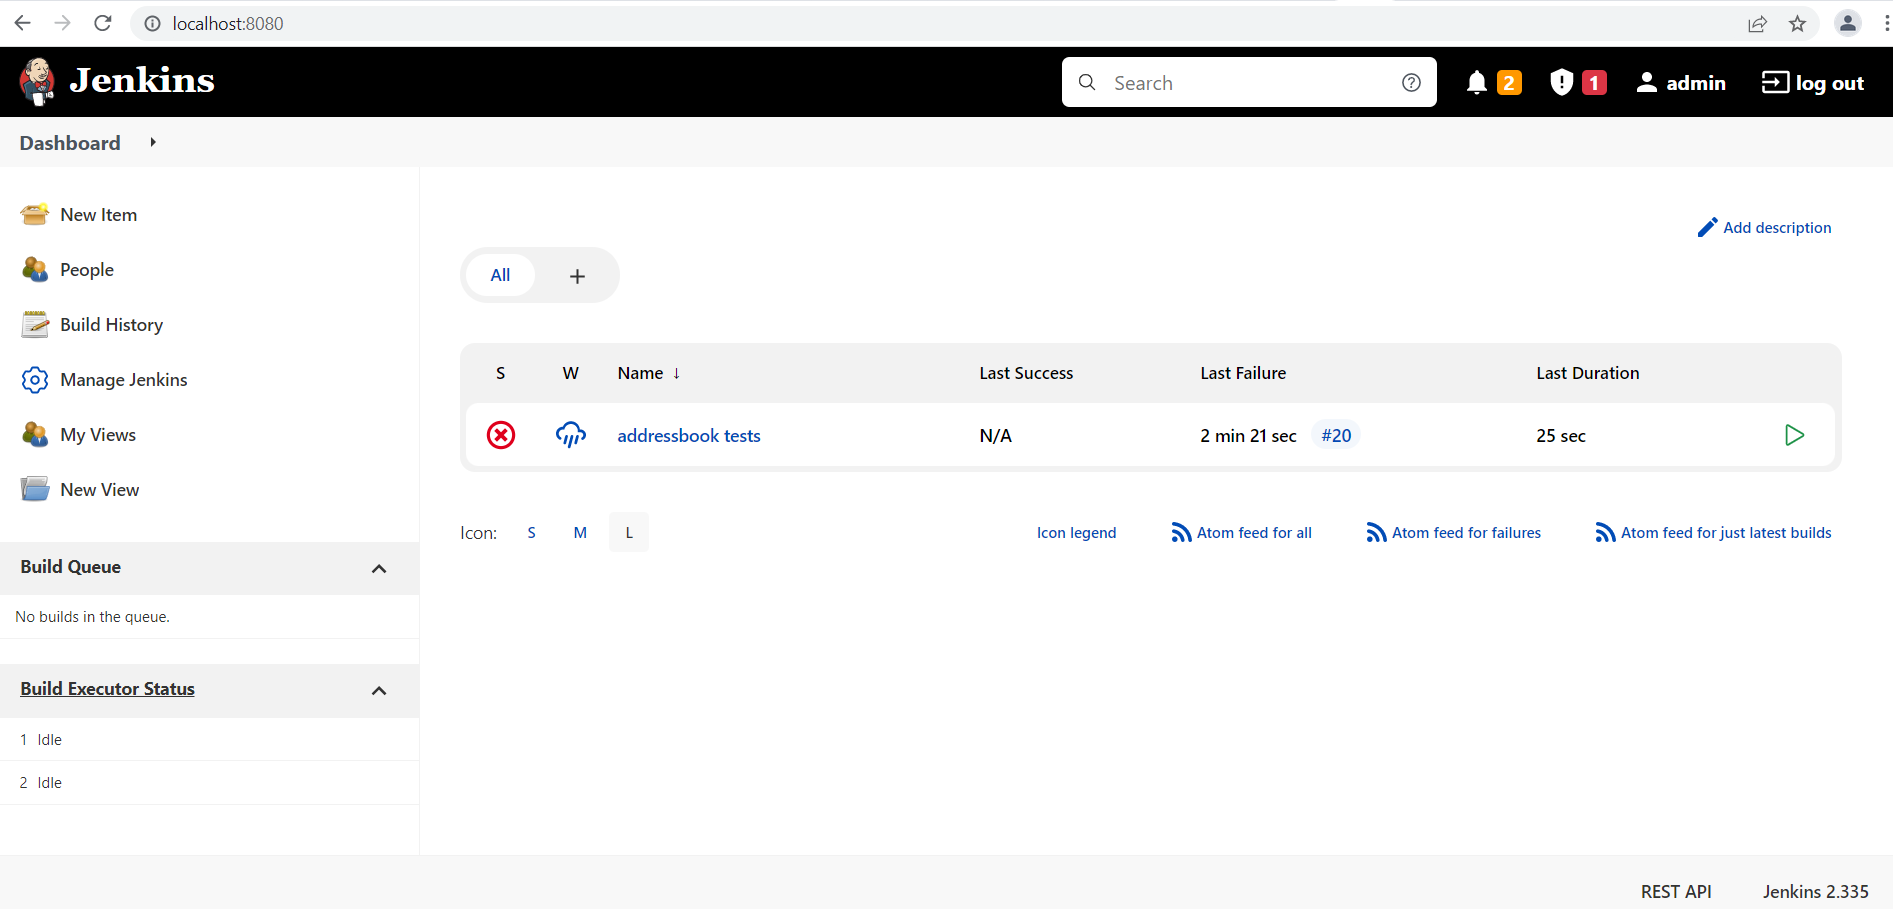 localhost:8080
Jenkins
Search
2
1
admin
log out
Dashboard
New Item
People
Build History
Manage Jenkins
My Views
New View
Build Queue
No builds in the queue.
Build Executor Status
1 Idle
2 Idle
Add description
All +
S W Name ↓ Last Success Last Failure Last Duration
addressbook tests N/A 2 min 21 sec #20 25 sec
Icon: S M L
Icon legend Atom feed for all Atom feed for failures Atom feed for just latest builds
REST API Jenkins 2.335